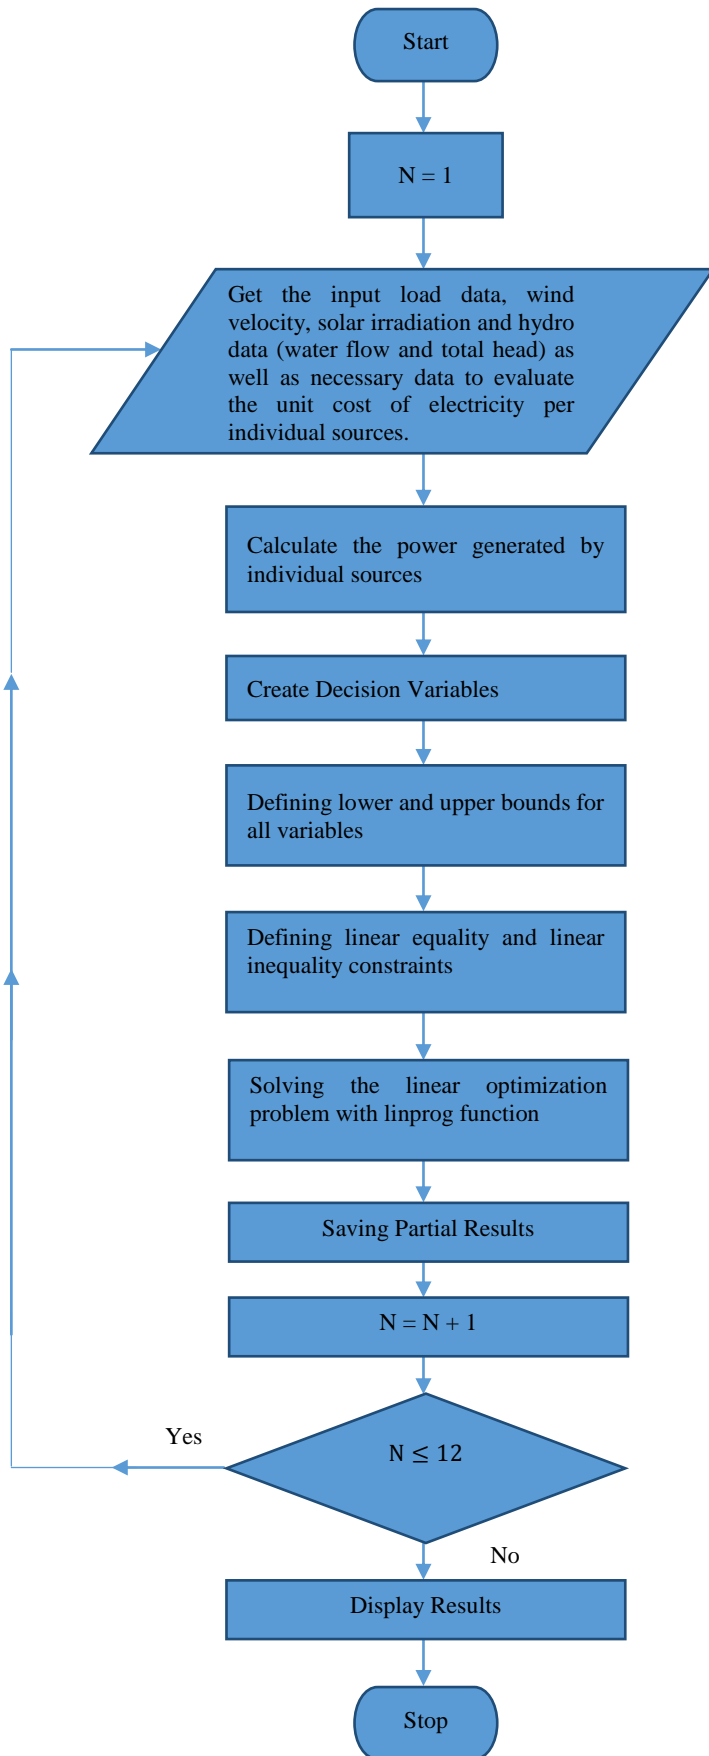 Start
N = 1
Get the input load data, wind
velocity, solar irradiation and hydro
data (water flow and total head) as
well as necessary data to evaluate
the unit cost of electricity per
individual sources.
Calculate the power generated by
individual sources
Create Decision Variables
Defining lower and upper bounds for
all variables
Defining linear equality and linear
inequality constraints
Solving the linear optimization
problem with linprog function
Saving Partial Results
N = N + 1
Yes
N ≤ 12
No
Display Results
Stop